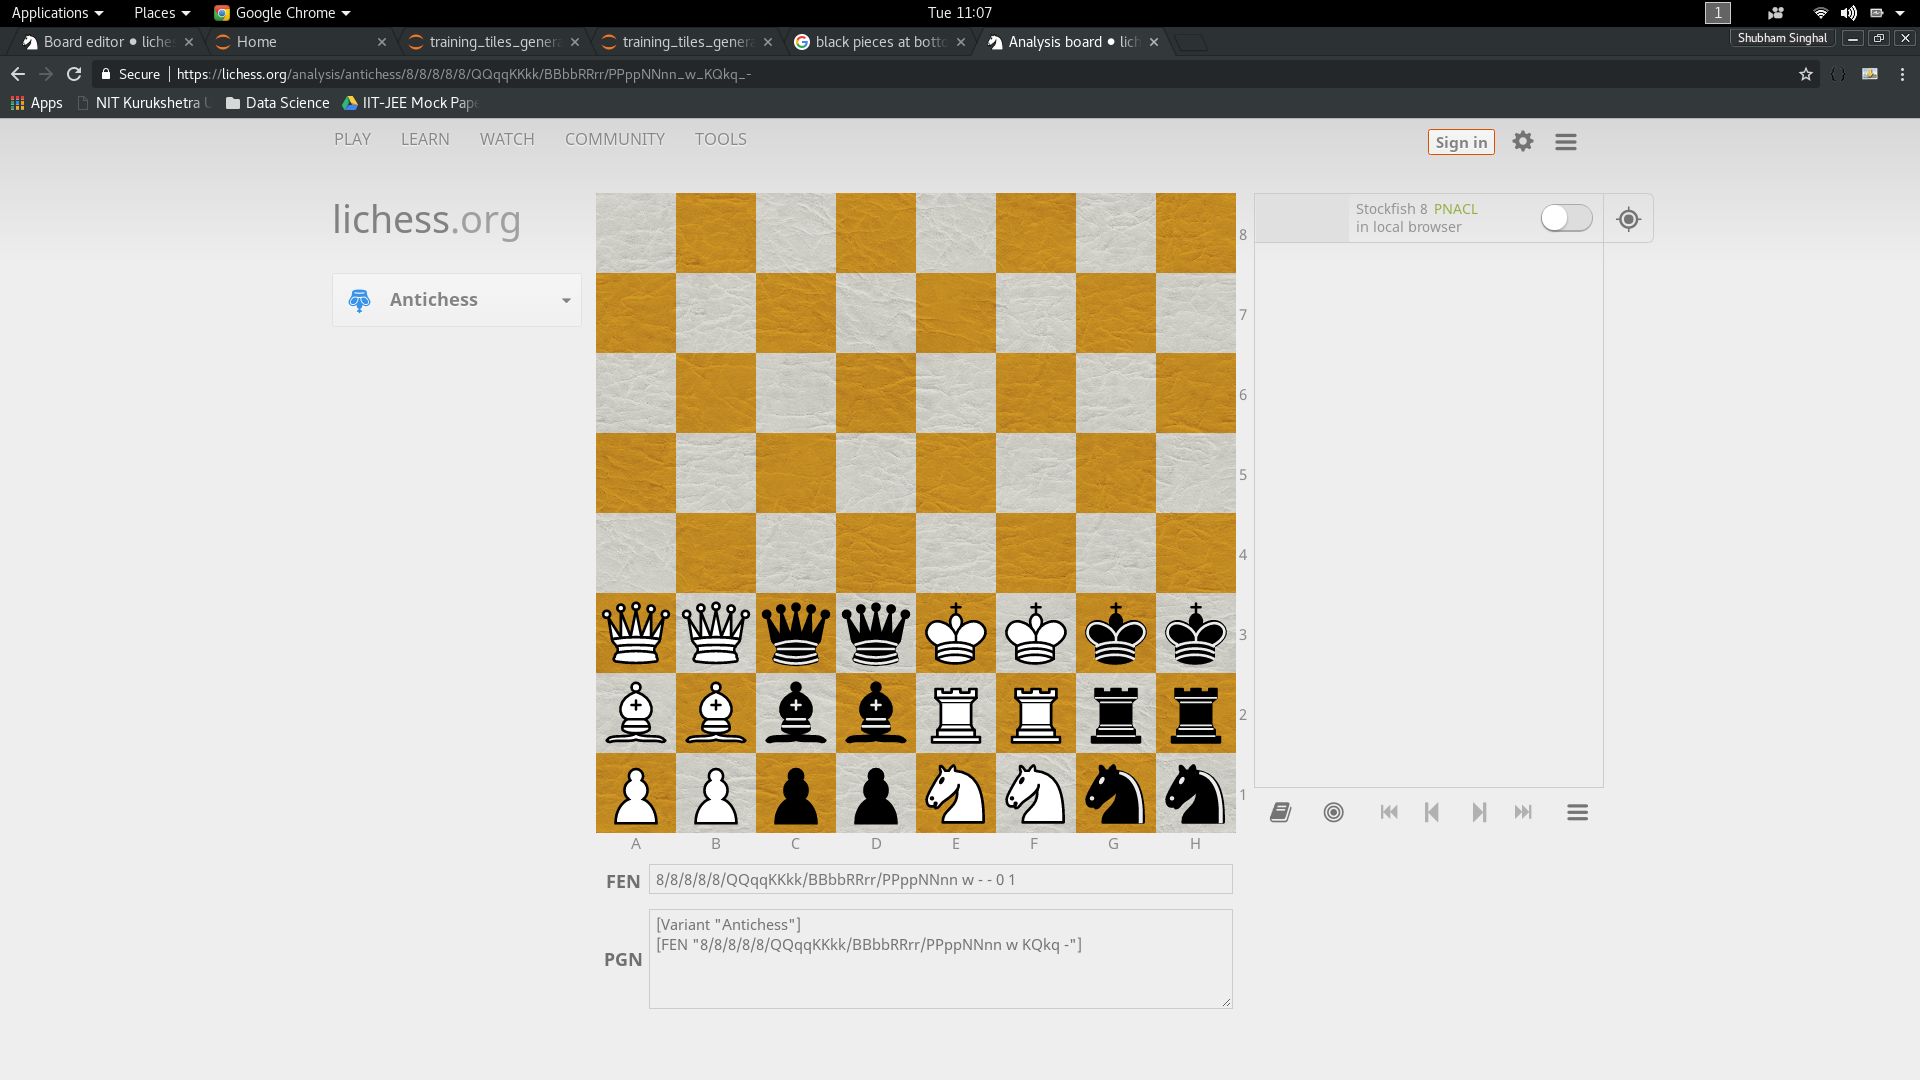 Applications Places Google Chrome Tue 11:07 1
Board editor • liche Home training_tiles_genera training_tiles_genera black pieces at botto Analysis board • lich Shubham Singhal
Secure https://lichess.org/analysis/antichess/8/8/8/8/8/QQqqKKkk/BBbbRRrr/PPppNNnn_w_KQkq_-
Apps NIT Kurukshetra U Data Science IIT-JEE Mock Pape
PLAY LEARN WATCH COMMUNITY TOOLS Sign in
lichess.org
Stockfish 8 PNACL
in local browser
Antichess
8
7
6
5
4
3
2
1
A B C D E F G H
FEN 8/8/8/8/8/QQqqKKkk/BBbbRRrr/PPppNNnn w - - 0 1
[Variant "Antichess"]
[FEN "8/8/8/8/8/QQqqKKkk/BBbbRRrr/PPppNNnn w KQkq -"]
PGN